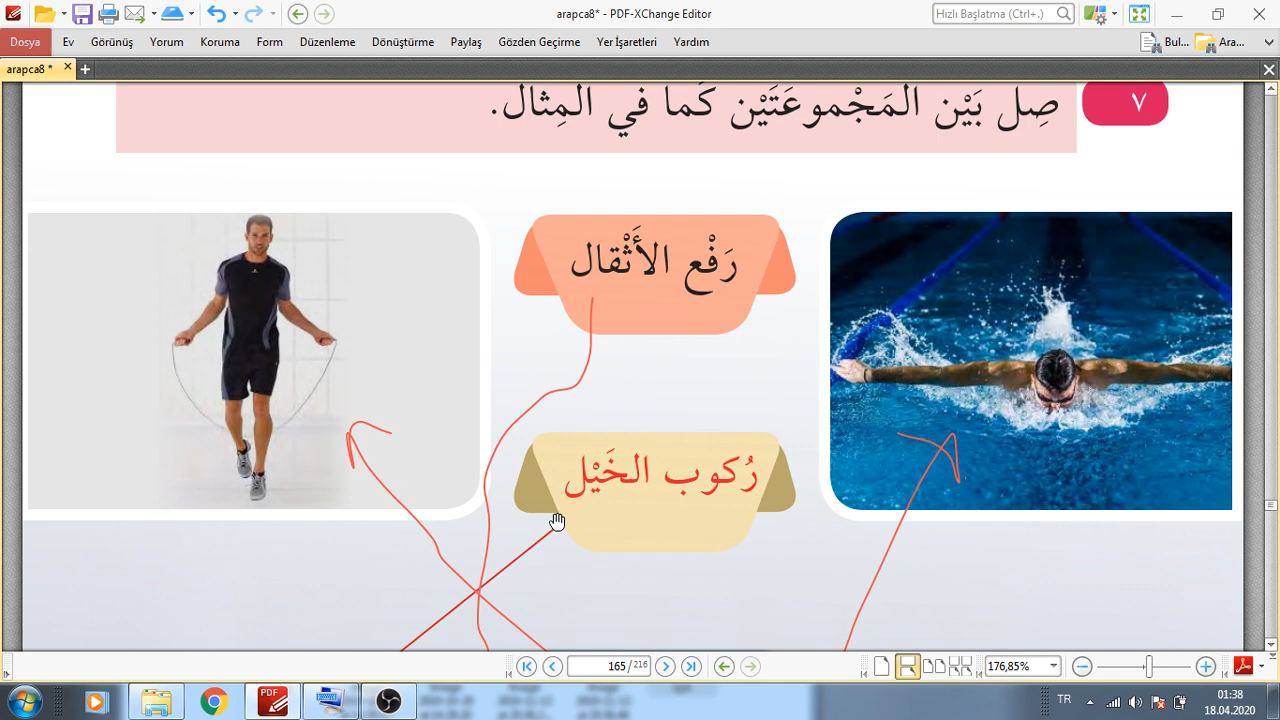 arapca8* - PDF-XChange Editor
Hızlı Başlatma (Ctrl+.)
Dosya Ev Görünüş Yorum Koruma Form Düzenleme Dönüştürme Paylaş Gözden Geçirme Yer İşaretleri Yardım
Bul... Ara...
arapca8 *
٧
صِل بَيْن المَجْموعَتَيْن كَما في المِثال.
رَفْع الأَثْقال
رُكوب الخَيْل
165 / 216
176,85%
PDF
TR
01:38
18.04.2020